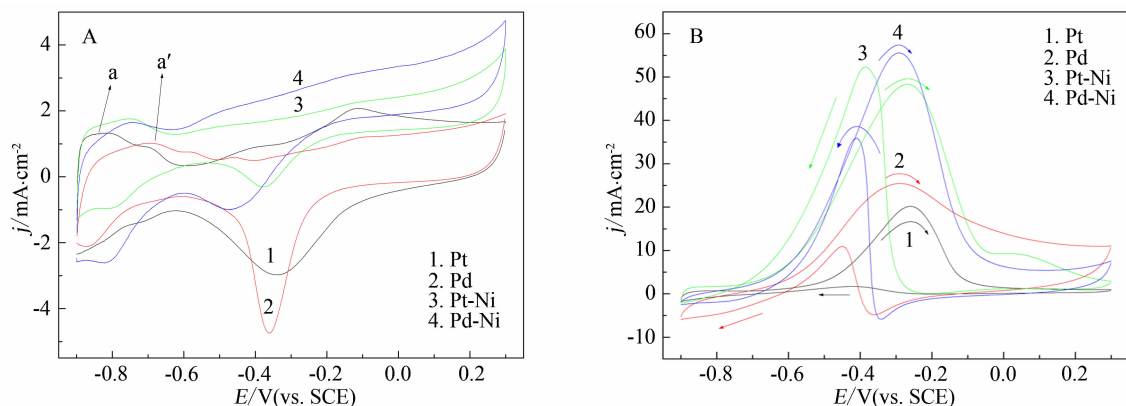 A
a
a′
4
3
1
2
1. Pt
2. Pd
3. Pt-Ni
4. Pd-Ni
4
2
0
-2
-4
j/mA·cm⁻²
-0.8 -0.6 -0.4 -0.2 0.0 0.2
E/V(vs. SCE)
B
4
3
2
1
1. Pt
2. Pd
3. Pt-Ni
4. Pd-Ni
60
50
40
30
20
10
0
-10
j/mA·cm⁻²
-0.8 -0.6 -0.4 -0.2 0.0 0.2
E/V(vs. SCE)